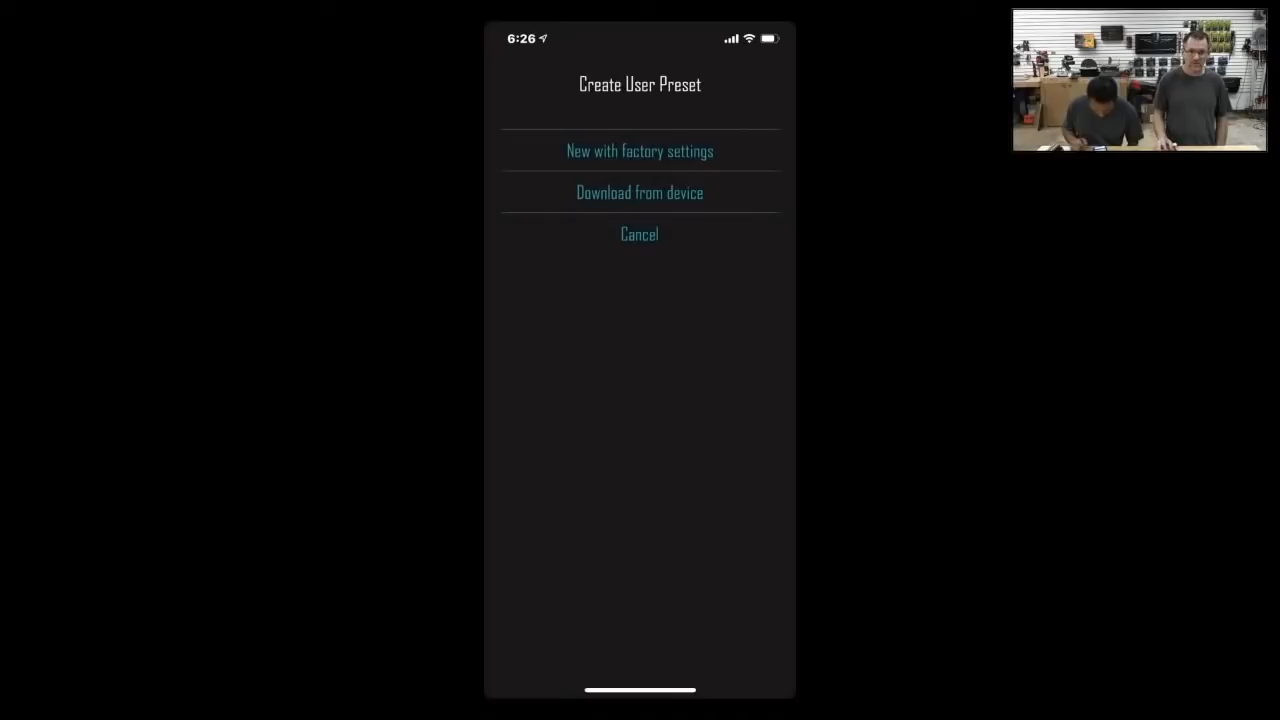 6:26
Create User Preset
New with factory settings
Download from device
Cancel